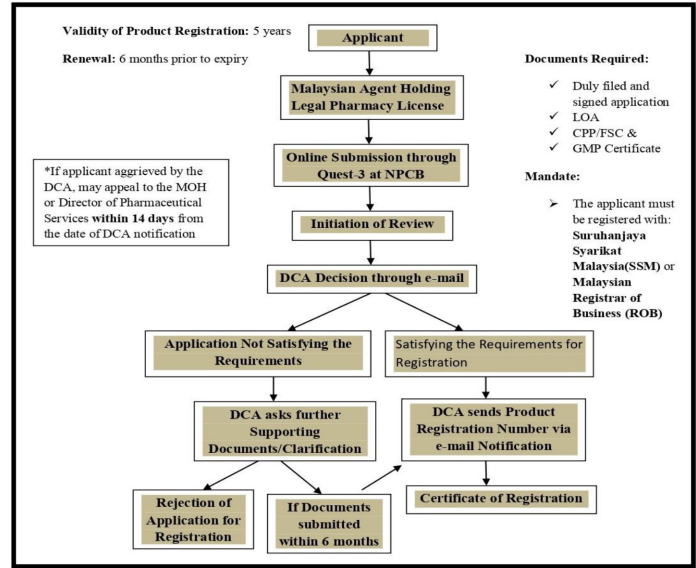 Validity of Product Registration: 5 years
Renewal: 6 months prior to expiry
Applicant
Malaysian Agent Holding
Legal Pharmacy License
Online Submission through
Quest-3 at NPCB
Initiation of Review
DCA Decision through e-mail
*If applicant aggrieved by the
DCA, may appeal to the MOH
or Director of Pharmaceutical
Services within 14 days from
the date of DCA notification
Documents Required:
✓ Duly filed and
signed application
✓ LOA
✓ CPP/FSC &
✓ GMP Certificate
Mandate:
➢ The applicant must
be registered with:
Suruhanjaya
Syarikat
Malaysia(SSM) or
Malaysian
Registrar of
Business (ROB)
Application Not Satisfying the
Requirements
Satisfying the Requirements for
Registration
DCA asks further
Supporting
Documents/Clarification
DCA sends Product
Registration Number via
e-mail Notification
Rejection of
Application for
Registration
If Documents
submitted
within 6 months
Certificate of Registration